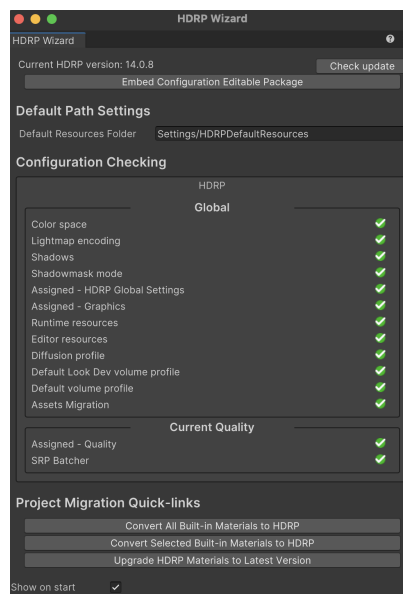 HDRP Wizard
HDRP Wizard
Current HDRP version: 14.0.8
Check update
Embed Configuration Editable Package
Default Path Settings
Default Resources Folder Settings/HDRPDefaultResources
Configuration Checking
HDRP
Global
Color space
Lightmap encoding
Shadows
Shadowmask mode
Assigned - HDRP Global Settings
Assigned - Graphics
Runtime resources
Editor resources
Diffusion profile
Default Look Dev volume profile
Default volume profile
Assets Migration
Current Quality
Assigned - Quality
SRP Batcher
Project Migration Quick-links
Convert All Built-in Materials to HDRP
Convert Selected Built-in Materials to HDRP
Upgrade HDRP Materials to Latest Version
Show on start